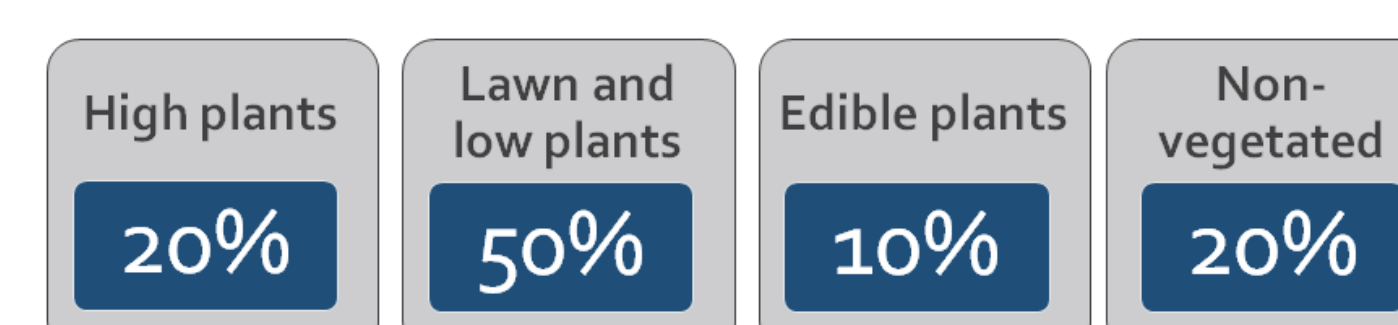 High plants
20%
Lawn and
low plants
50%
Edible plants
10%
Non-
vegetated
20%